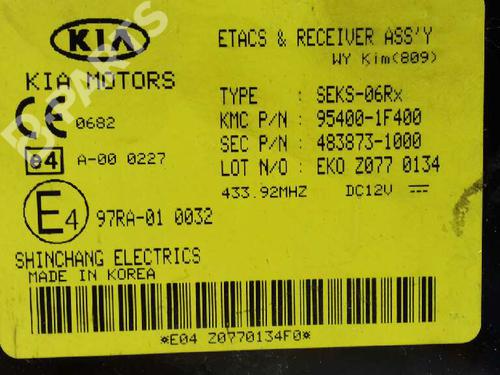 KIA
ETACS & RECEIVER ASS'Y
WY Kim(809)
KIA MOTORS
TYPE : SEKS-06Rx
CE 0682
KMC P/N : 95400-1F400
SEC P/N : 483873-1000
e4 A-00 0227
LOT N/O : EKO Z077 0134
433.92MHZ DC12V
E4 97RA-01 0032
SHINCHANG ELECTRICS
MADE IN KOREA
*E04 Z0770134F0*
B PARTS